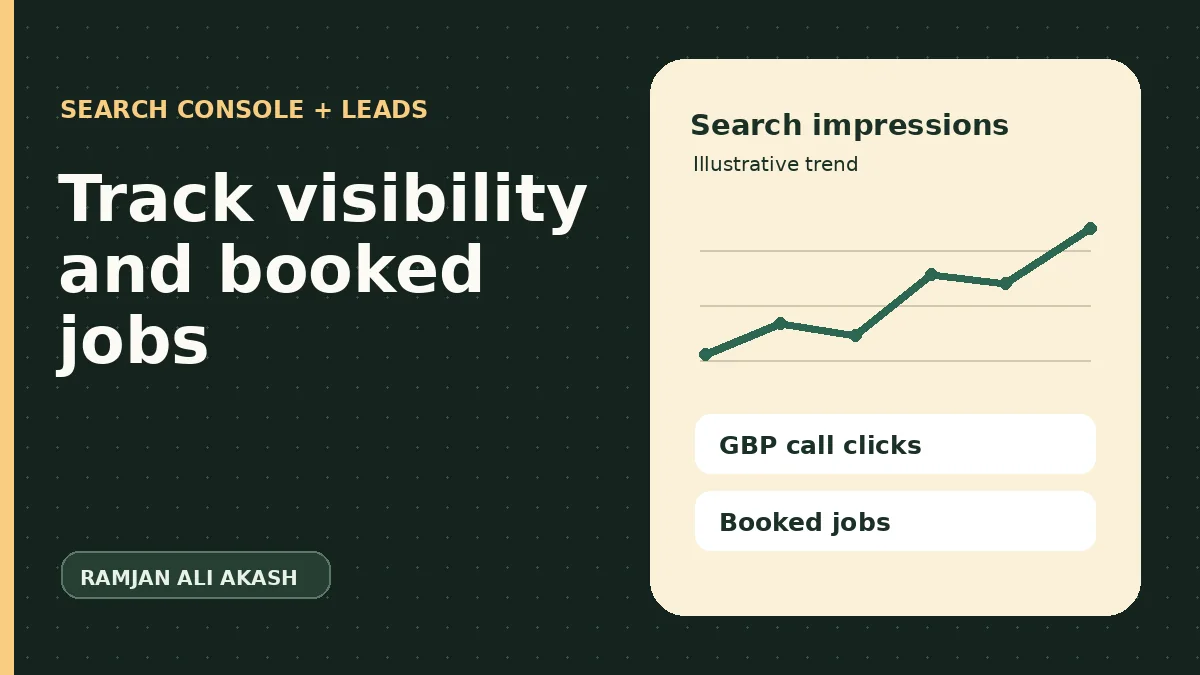 SEARCH CONSOLE + LEADS
Track visibility
and booked
jobs
RAMJAN ALI AKASH
Search impressions
Illustrative trend
GBP call clicks
Booked jobs